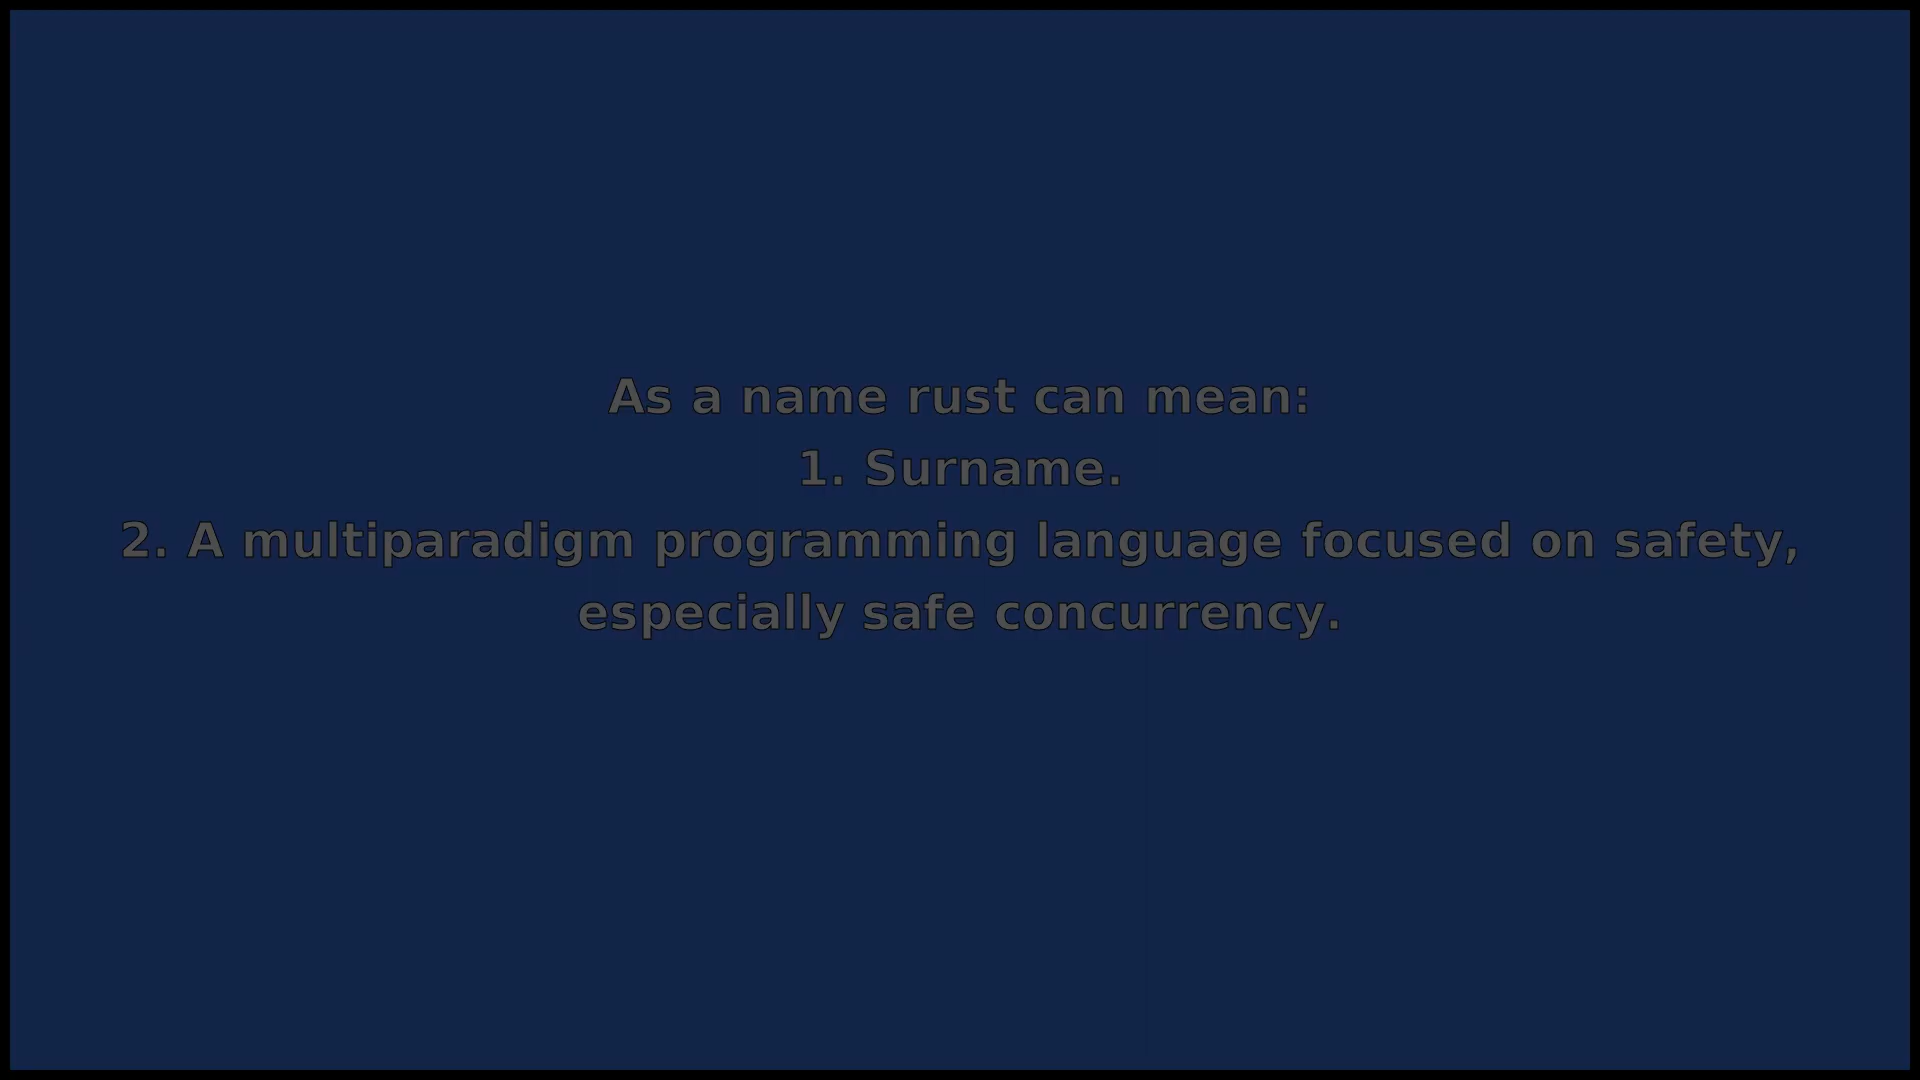 As a name rust can mean:
1. Surname.
2. A multiparadigm programming language focused on safety,
especially safe concurrency.